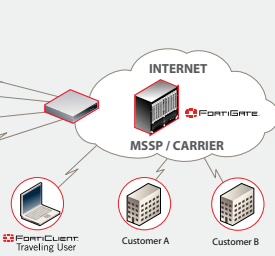 INTERNET
FORTIGATE
MSSP / CARRIER
FORTICLIENT
Traveling User
Customer A
Customer B